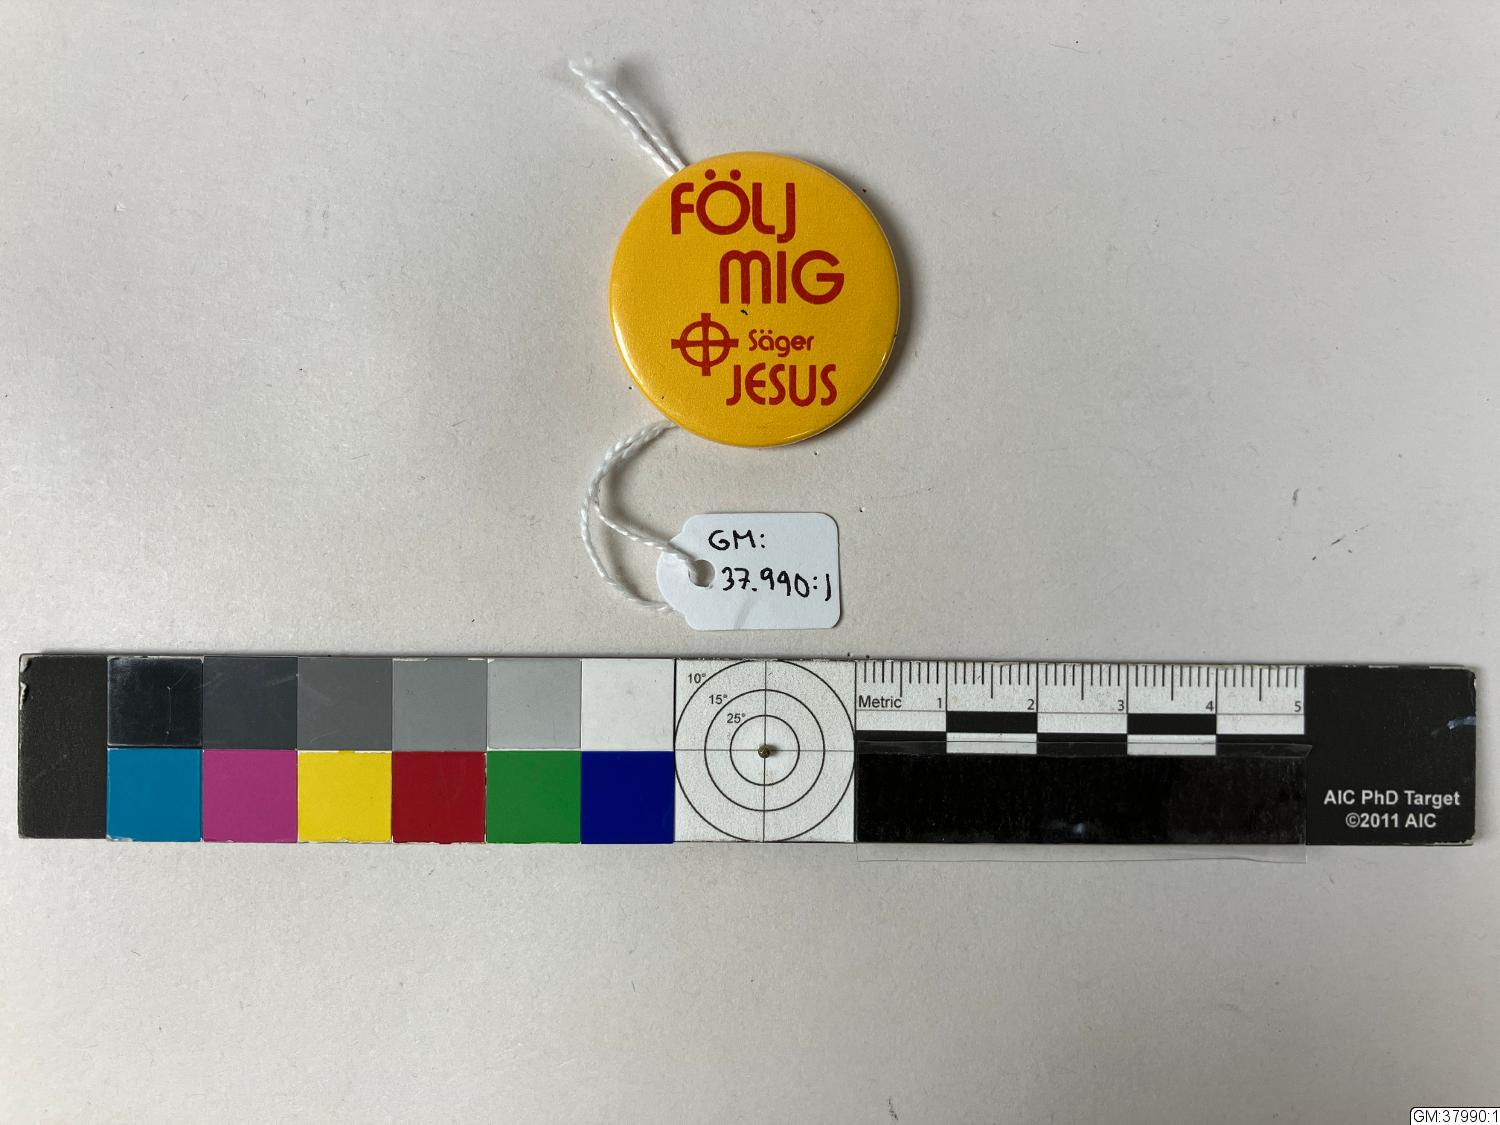 FÖLJ
MIG
Säger
JESUS
GM:
37.990:1
10°
15°
25°
Metric 1 2 3 4 5
AIC PhD Target
©2011 AIC
GM:37990:1